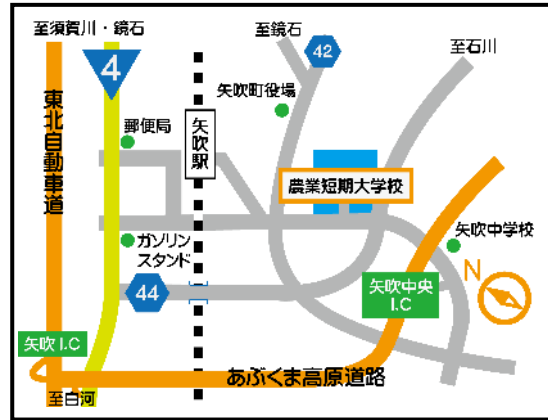 至須賀川・鏡石
至鏡石
至石川
4
42
矢吹町役場
東北自動車道
郵便局
矢吹駅
農業短期大学校
矢吹中学校
ガソリン
スタンド
N
44
矢吹中央
I.C
矢吹 I.C
あぶくま高原道路
至白河